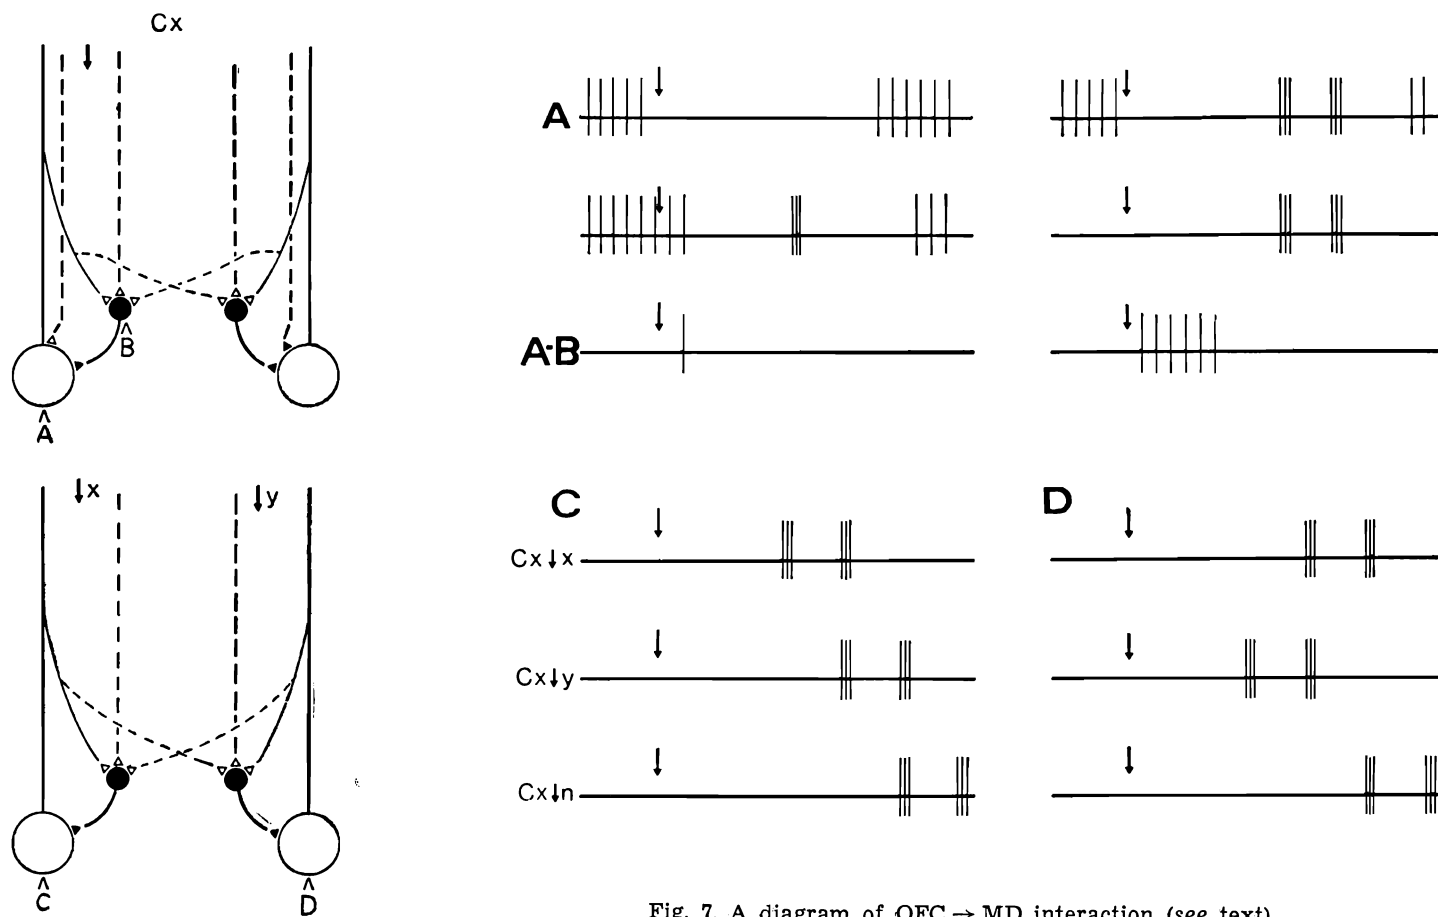 Cx
A
B
A
A·B
x
y
C
D
C
D
Cx↓x
Cx↓y
Cx↓n
Fig. 7. A diagram of OFC → MD interaction (see text)